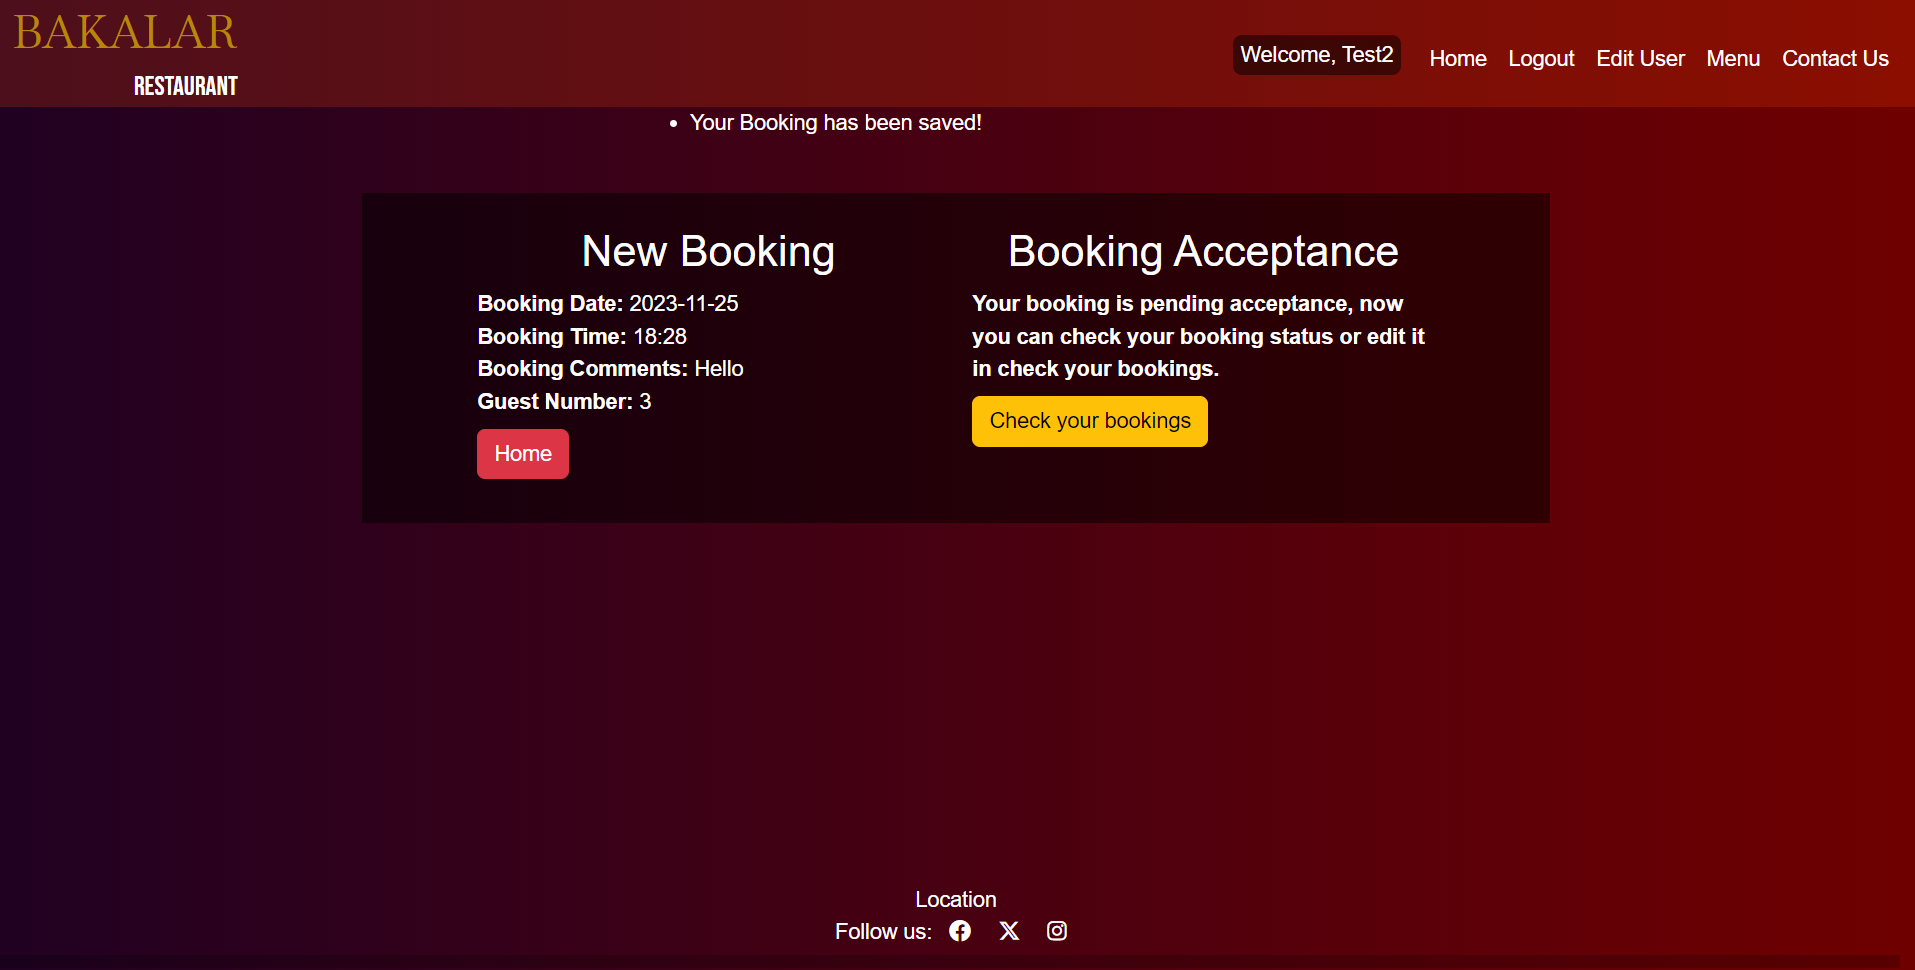 BAKALAR
RESTAURANT
Welcome, Test2 Home Logout Edit User Menu Contact Us
Your Booking has been saved!
New Booking
Booking Date: 2023-11-25
Booking Time: 18:28
Booking Comments: Hello
Guest Number: 3
Home
Booking Acceptance
Your booking is pending acceptance, now
you can check your booking status or edit it
in check your bookings.
Check your bookings
Location
Follow us: